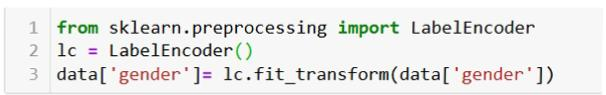 1 from sklearn.preprocessing import LabelEncoder
2 lc = LabelEncoder()
3 data['gender']= lc.fit_transform(data['gender'])